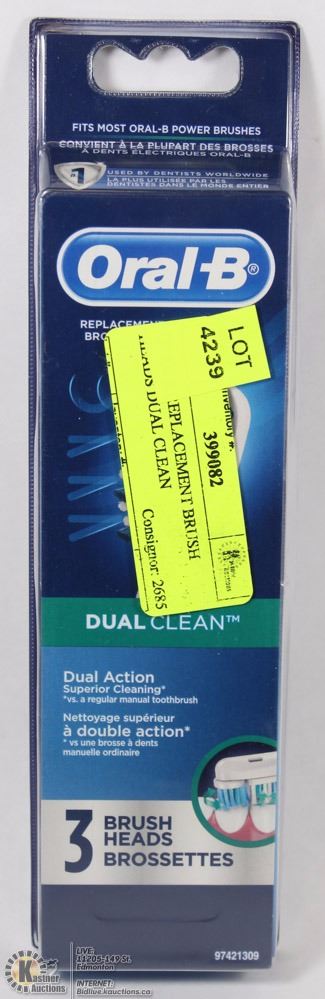 FITS MOST ORAL-B POWER BRUSHES
CONVIENT À LA PLUPART DES BROSSES
À DENTS ÉLECTRIQUES ORAL-B
#1
USED BY DENTISTS WORLDWIDE
LA PLUS UTILISÉE PAR LES
DENTISTES DANS LE MONDE ENTIER
Oral-B®
REPLACEMENT
LOT
4239
Inventory #:
399082
REPLACEMENT BRUSH
HEADS DUAL CLEAN
Consignor: 2685
DUAL CLEAN™
Dual Action
Superior Cleaning*
*vs. a regular manual toothbrush
Nettoyage supérieur
à double action*
* vs une brosse à dents
manuelle ordinaire
3 BRUSH
HEADS
BROSSETTES
97421309
Kastner
Auctions
LIVE:
11205-149 St.
Edmonton
INTERNET:
Bidlive.kauctions.ca